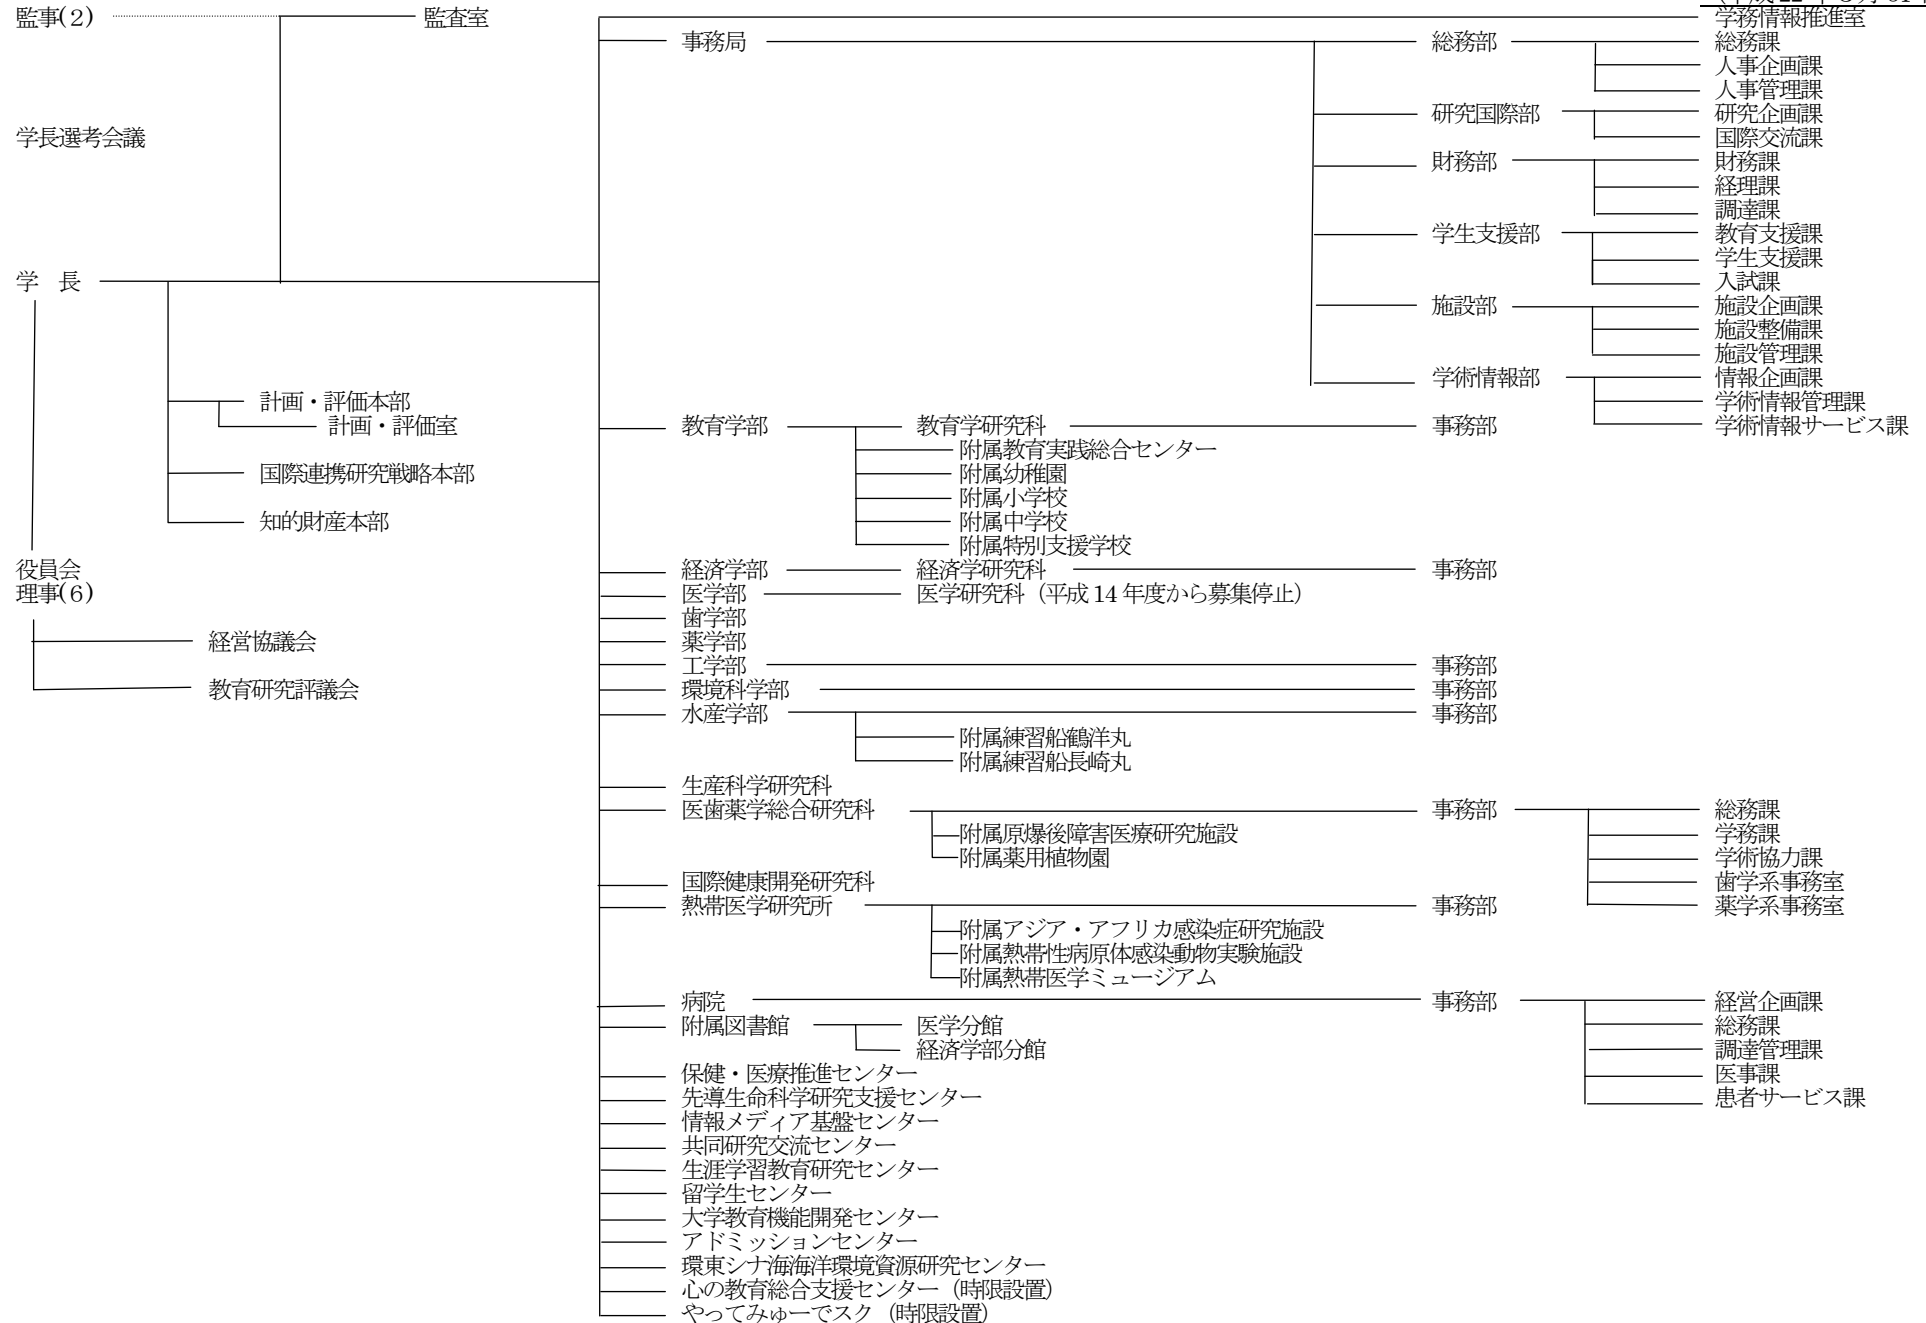 監事(2)
監査室
学務情報推進室
事務局
総務部
総務課
人事企画課
人事管理課
研究国際部
研究企画課
学長選考会議
国際交流課
財務部
財務課
経理課
調達課
学生支援部
教育支援課
学生支援課
学 長
入試課
施設部
施設企画課
施設整備課
施設管理課
学術情報部
情報企画課
計画・評価本部
学術情報管理課
計画・評価室
教育学部
教育学研究科
事務部
学術情報サービス課
附属教育実践総合センター
国際連携研究戦略本部
附属幼稚園
附属小学校
知的財産本部
附属中学校
附属特別支援学校
役員会
経済学部
経済学研究科
事務部
理事(6)
医学部
医学研究科（平成14年度から募集停止）
歯学部
経営協議会
薬学部
工学部
事務部
教育研究評議会
環境科学部
事務部
水産学部
事務部
附属練習船鶴洋丸
附属練習船長崎丸
生産科学研究科
医歯薬学総合研究科
事務部
総務課
附属原爆後障害医療研究施設
学務課
附属薬用植物園
学術協力課
国際健康開発研究科
歯学系事務室
熱帯医学研究所
事務部
薬学系事務室
附属アジア・アフリカ感染症研究施設
附属熱帯性病原体感染動物実験施設
附属熱帯医学ミュージアム
病院
事務部
経営企画課
附属図書館
医学分館
総務課
経済学部分館
調達管理課
保健・医療推進センター
医事課
先導生命科学研究支援センター
患者サービス課
情報メディア基盤センター
共同研究交流センター
生涯学習教育研究センター
留学生センター
大学教育機能開発センター
アドミッションセンター
環東シナ海海洋環境資源研究センター
心の教育総合支援センター（時限設置）
やってみゅーでスク（時限設置）